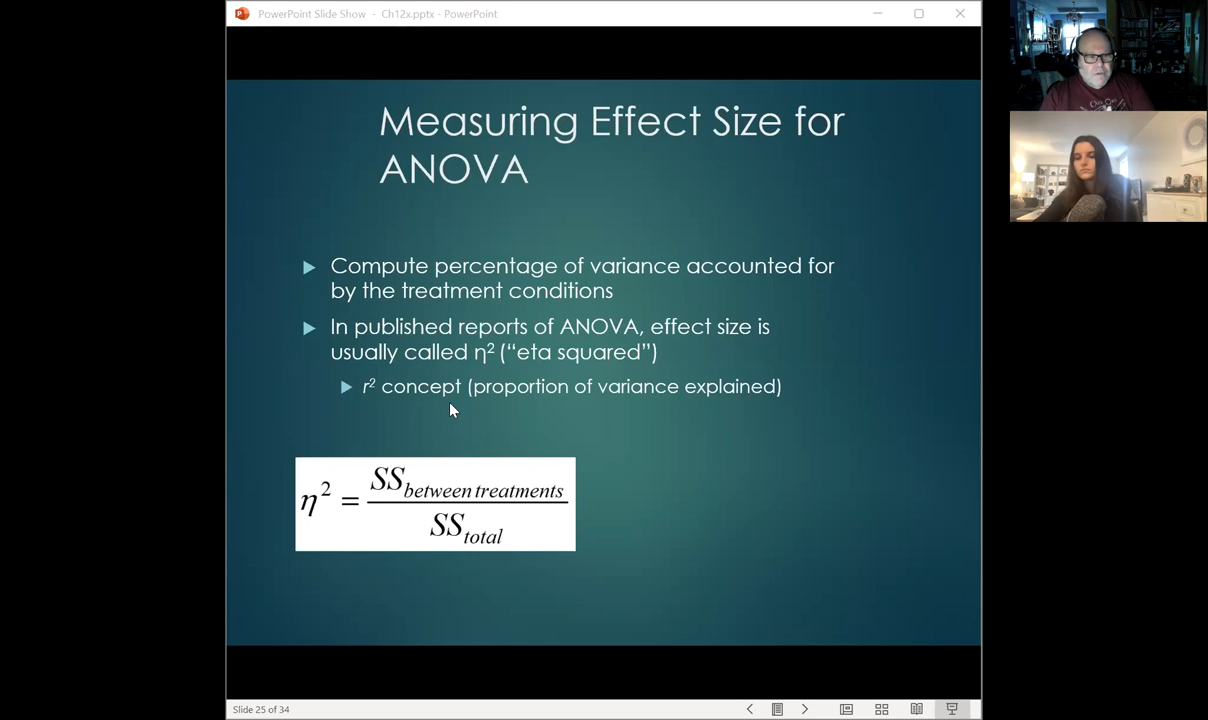 PowerPoint Slide Show - Ch12x.pptx - PowerPoint
Measuring Effect Size for
ANOVA
Compute percentage of variance accounted for
by the treatment conditions
In published reports of ANOVA, effect size is
usually called η² (“eta squared”)
r² concept (proportion of variance explained)
η² = SS_between treatments / SS_total
Slide 25 of 34